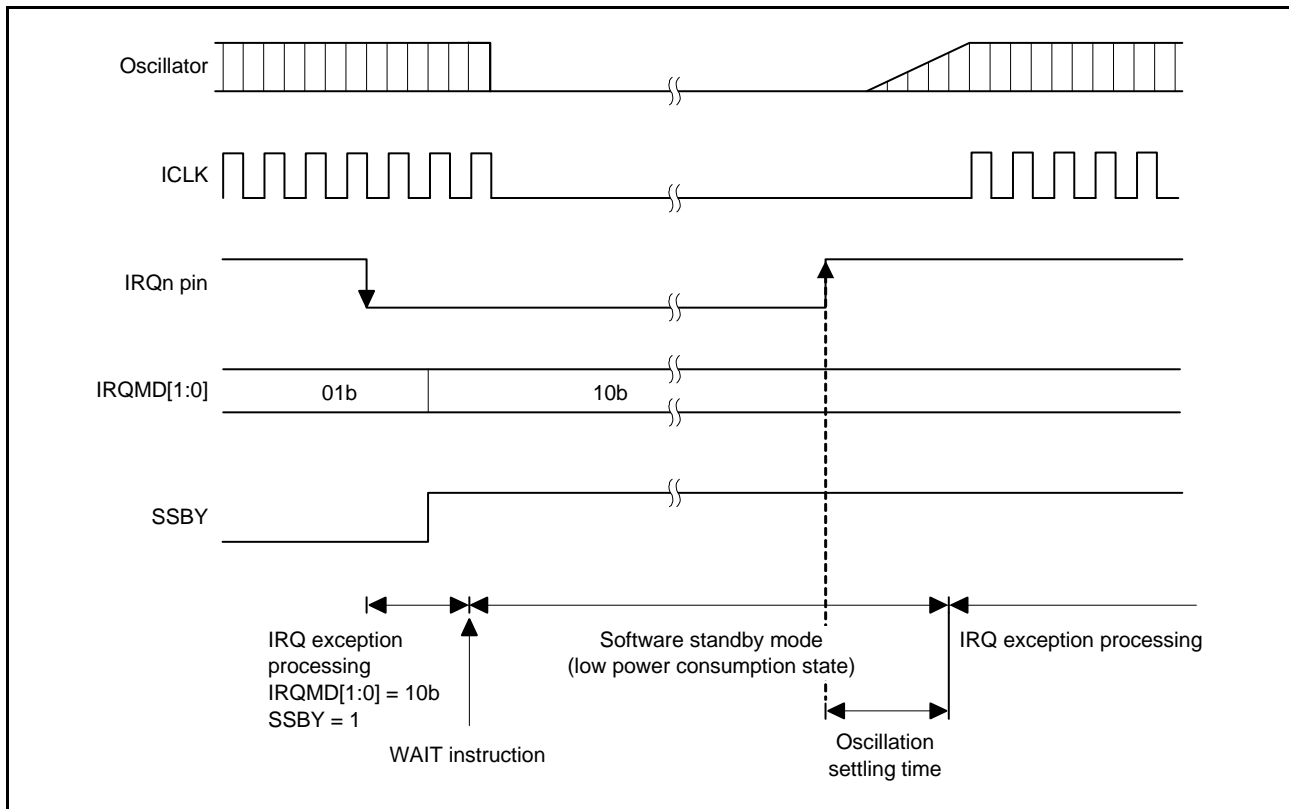 Oscillator
ICLK
IRQn pin
IRQMD[1:0]
01b
10b
SSBY
IRQ exception
processing
IRQMD[1:0] = 10b
SSBY = 1
WAIT instruction
Software standby mode
(low power consumption state)
IRQ exception processing
Oscillation
settling time